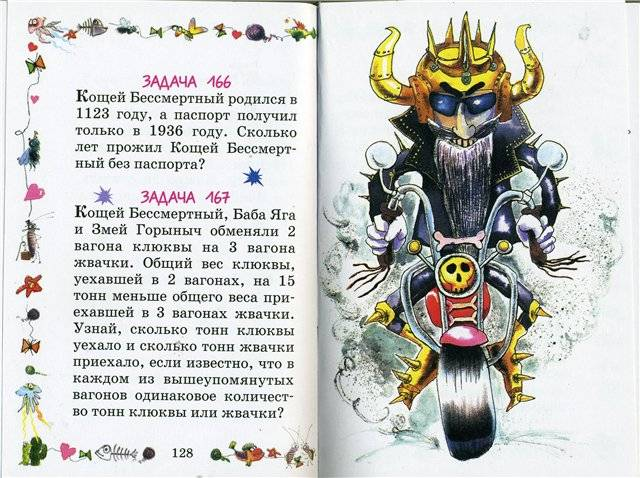 ЗАДАЧА 166
Кощей Бессмертный родился в
1123 году, а паспорт получил
только в 1936 году. Сколько
лет прожил Кощей Бессмерт-
ный без паспорта?
ЗАДАЧА 167
Кощей Бессмертный, Баба Яга
и Змей Горыныч обменяли 2
вагона клюквы на 3 вагона
жвачки. Общий вес клюквы,
уехавшей в 2 вагонах, на 15
тонн меньше общего веса при-
ехавшей в 3 вагонах жвачки.
Узнай, сколько тонн клюквы
уехало и сколько тонн жвачки
приехало, если известно, что в
каждом из вышеупомянутых
вагонов одинаковое количест-
во тонн клюквы или жвачки?
128